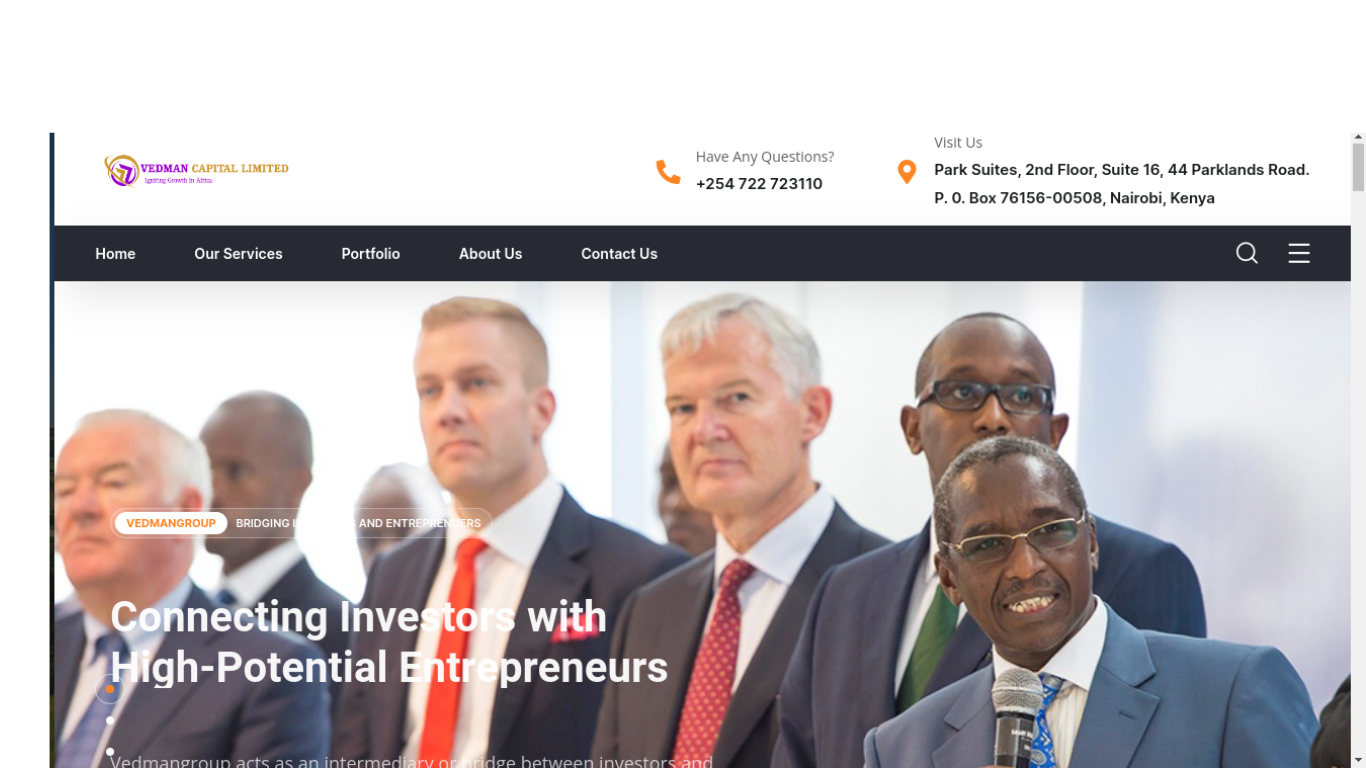 VEDMAN CAPITAL LIMITED
Igniting Growth in Africa
Have Any Questions?
+254 722 723110
Visit Us
Park Suites, 2nd Floor, Suite 16, 44 Parklands Road.
P. 0. Box 76156-00508, Nairobi, Kenya
Home
Our Services
Portfolio
About Us
Contact Us
VEDMANGROUP BRIDGING AND ENTREPRENUERS
Connecting Investors with
High-Potential Entrepreneurs
Vedmangroup acts as an intermediary or bridge between investors and